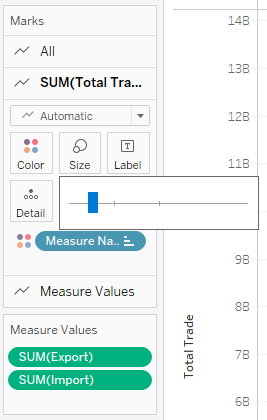 Marks
All
SUM(Total Tra...
Automatic
Color
Size
Label
Detail
Measure Na..
Measure Values
Measure Values
SUM(Export)
SUM(Import)
14B
13B
12B
11B
9B
8B
7B
6B
Total Trade